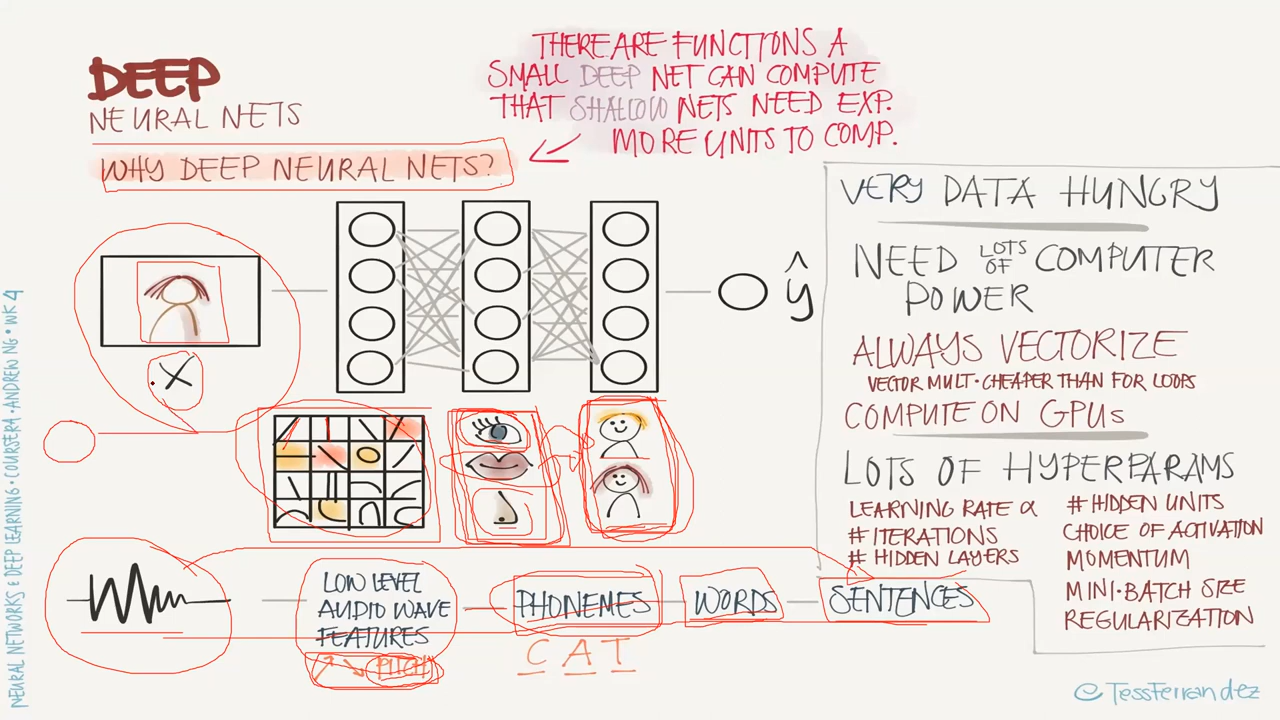 DEEP
NEURAL NETS
WHY DEEP NEURAL NETS?
THERE ARE FUNCTIONS A
SMALL DEEP NET CAN COMPUTE
THAT SHALLOW NETS NEED EXP.
MORE UNITS TO COMP.
X
ŷ
LOW LEVEL
AUDIO WAVE
FEATURES
PITCH
PHONEMES
C A T
WORDS
SENTENCES
VERY DATA HUNGRY
NEED LOTS OF COMPUTER
POWER
ALWAYS VECTORIZE
VECTOR MULT · CHEAPER THAN FOR LOOPS
COMPUTE ON GPUs
LOTS OF HYPERPARAMS
LEARNING RATE α
# ITERATIONS
# HIDDEN LAYERS
# HIDDEN UNITS
CHOICE OF ACTIVATION
MOMENTUM
MINI·BATCH SIZE
REGULARIZATION
NEURAL NETWORKS & DEEP LEARNING · COURSERA · ANDREW NG · WK 4
@TessFerrandez